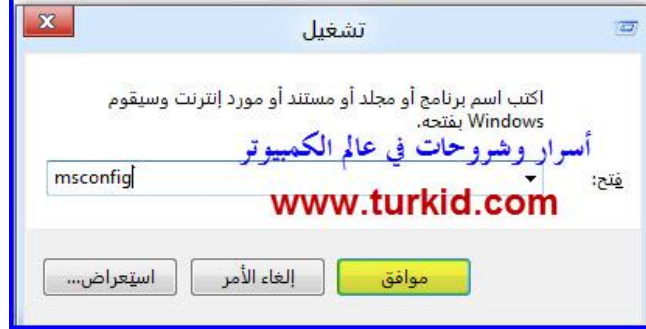 تشغيل
اكتب اسم برنامج أو مجلد أو مستند أو مورد إنترنت وسيقوم
Windows بفتحه.
أسرار وشروحات في عالم الكمبيوتر
فتح:
msconfig
www.turkid.com
موافق
إلغاء الأمر
استعراض...